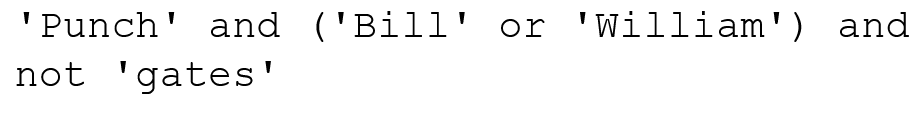 'Punch' and ('Bill' or 'William') and
not 'gates'